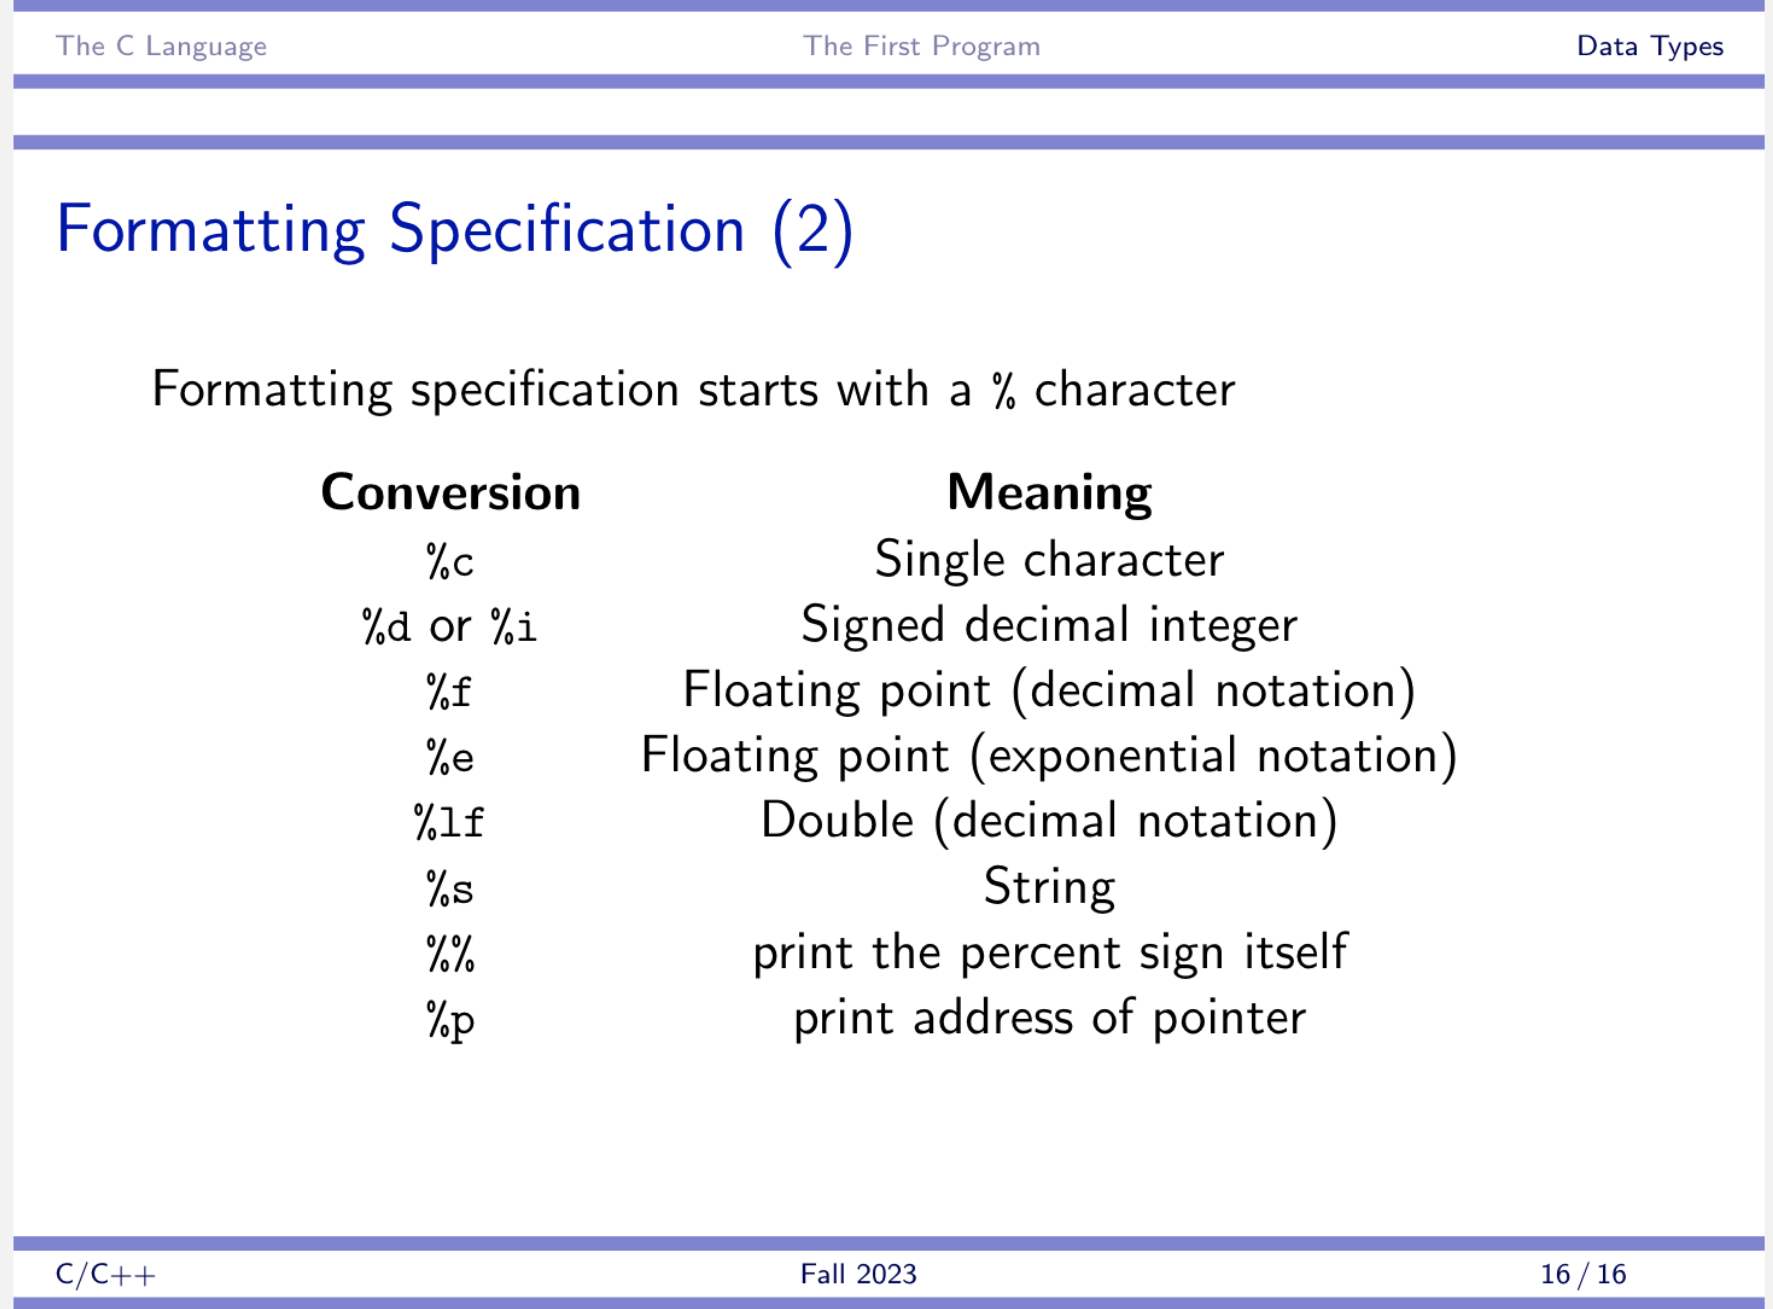 The C Language The First Program Data Types
Formatting Specification (2)
Formatting specification starts with a % character
Conversion Meaning
%c Single character
%d or %i Signed decimal integer
%f Floating point (decimal notation)
%e Floating point (exponential notation)
%lf Double (decimal notation)
%s String
%% print the percent sign itself
%p print address of pointer
C/C++ Fall 2023 16 / 16